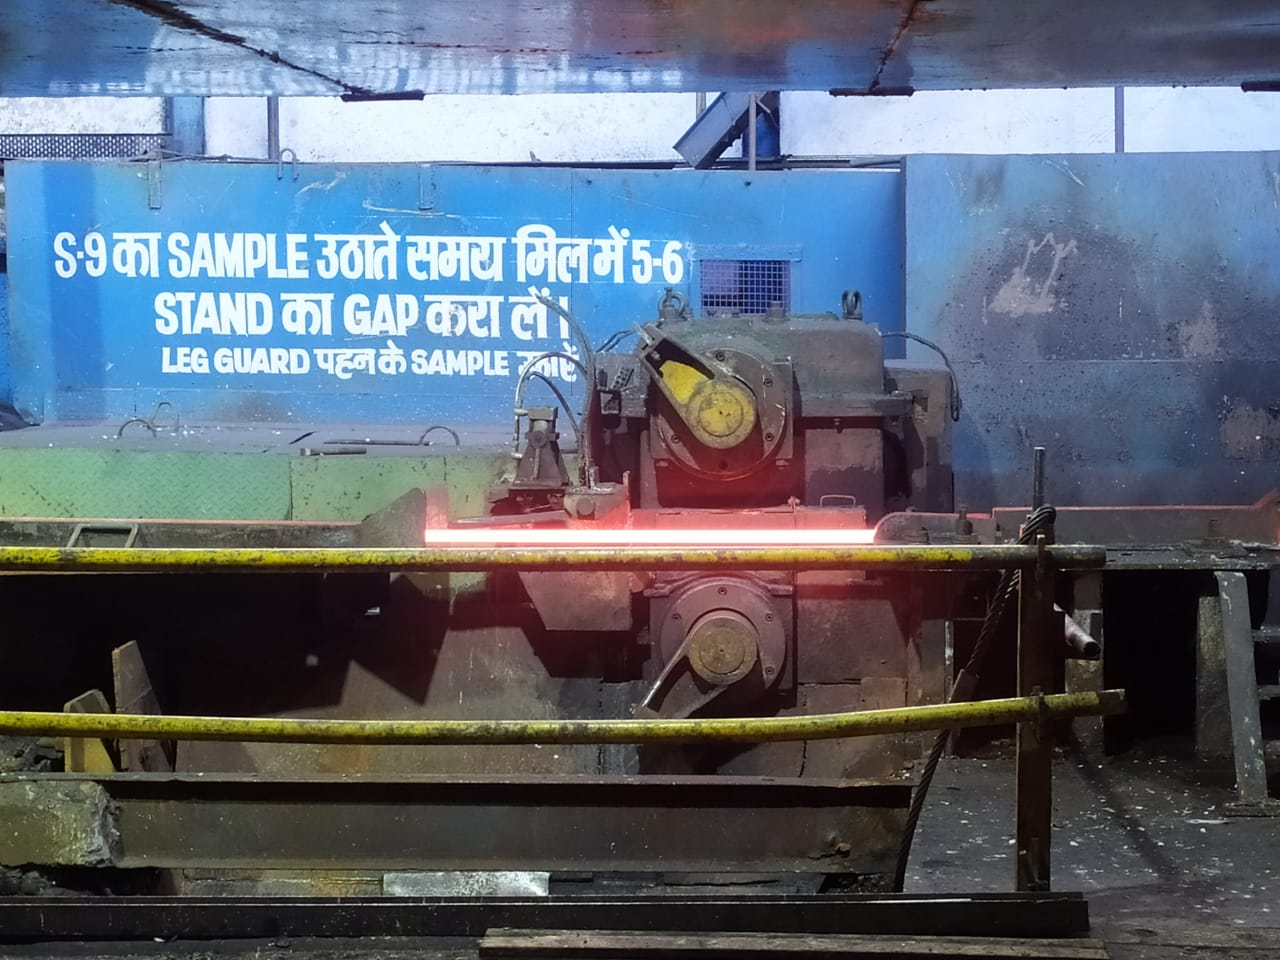 S-9 का SAMPLE उठाते समय मिल में 5-6
STAND का GAP करा लें।
LEG GUARD पहन के SAMPLE